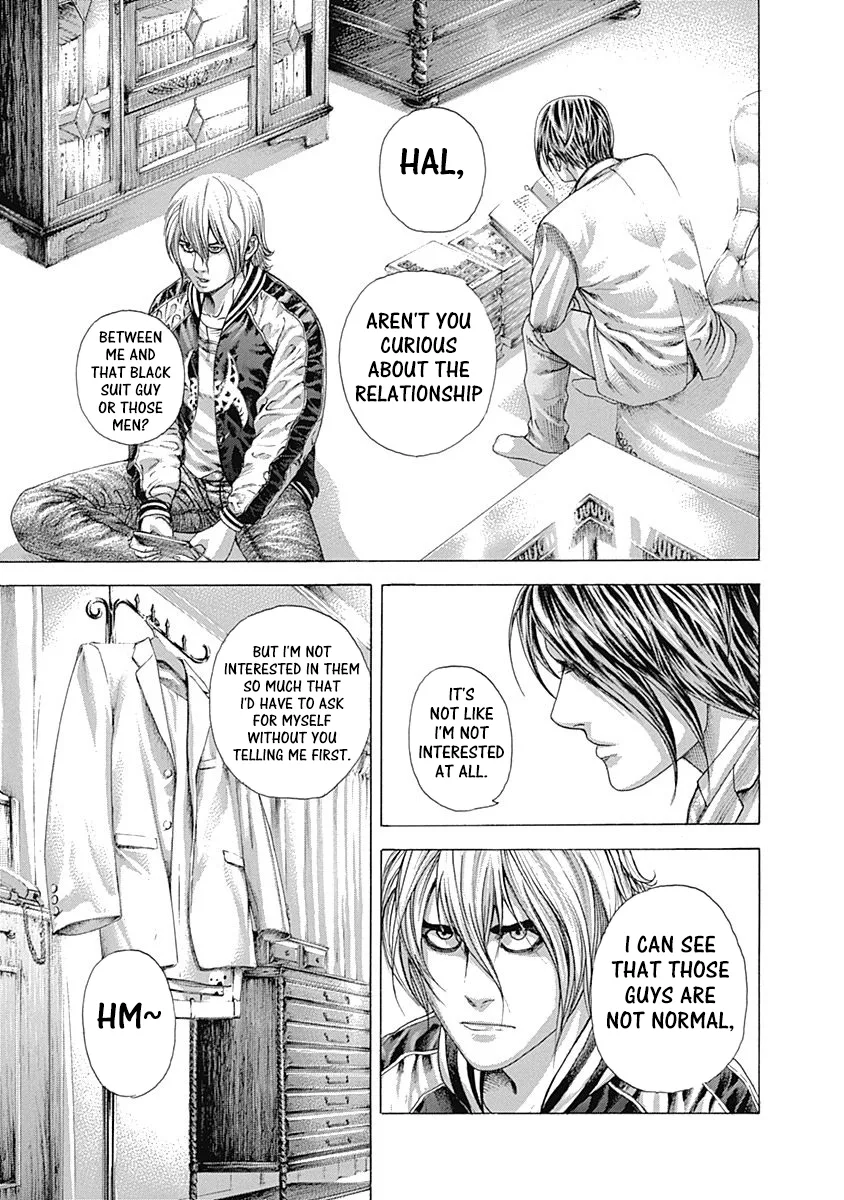 HAL,
AREN'T YOU
CURIOUS
ABOUT THE
RELATIONSHIP
BETWEEN
ME AND
THAT BLACK
SUIT GUY
OR THOSE
MEN?
IT'S
NOT LIKE
I'M NOT
INTERESTED
AT ALL.
I CAN SEE
THAT THOSE
GUYS ARE
NOT NORMAL,
BUT I'M NOT
INTERESTED IN THEM
SO MUCH THAT
I'D HAVE TO ASK
FOR MYSELF
WITHOUT YOU
TELLING ME FIRST.
HM~